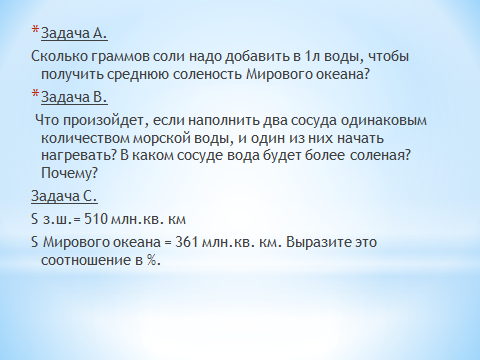 * Задача А.
Сколько граммов соли надо добавить в 1л воды, чтобы
получить среднюю соленость Мирового океана?
* Задача В.
Что произойдет, если наполнить два сосуда одинаковым
количеством морской воды, и один из них начать
нагревать? В каком сосуде вода будет более соленая?
Почему?
Задача С.
S з.ш.= 510 млн.кв. км
S Мирового океана = 361 млн.кв. км. Выразите это
соотношение в %.